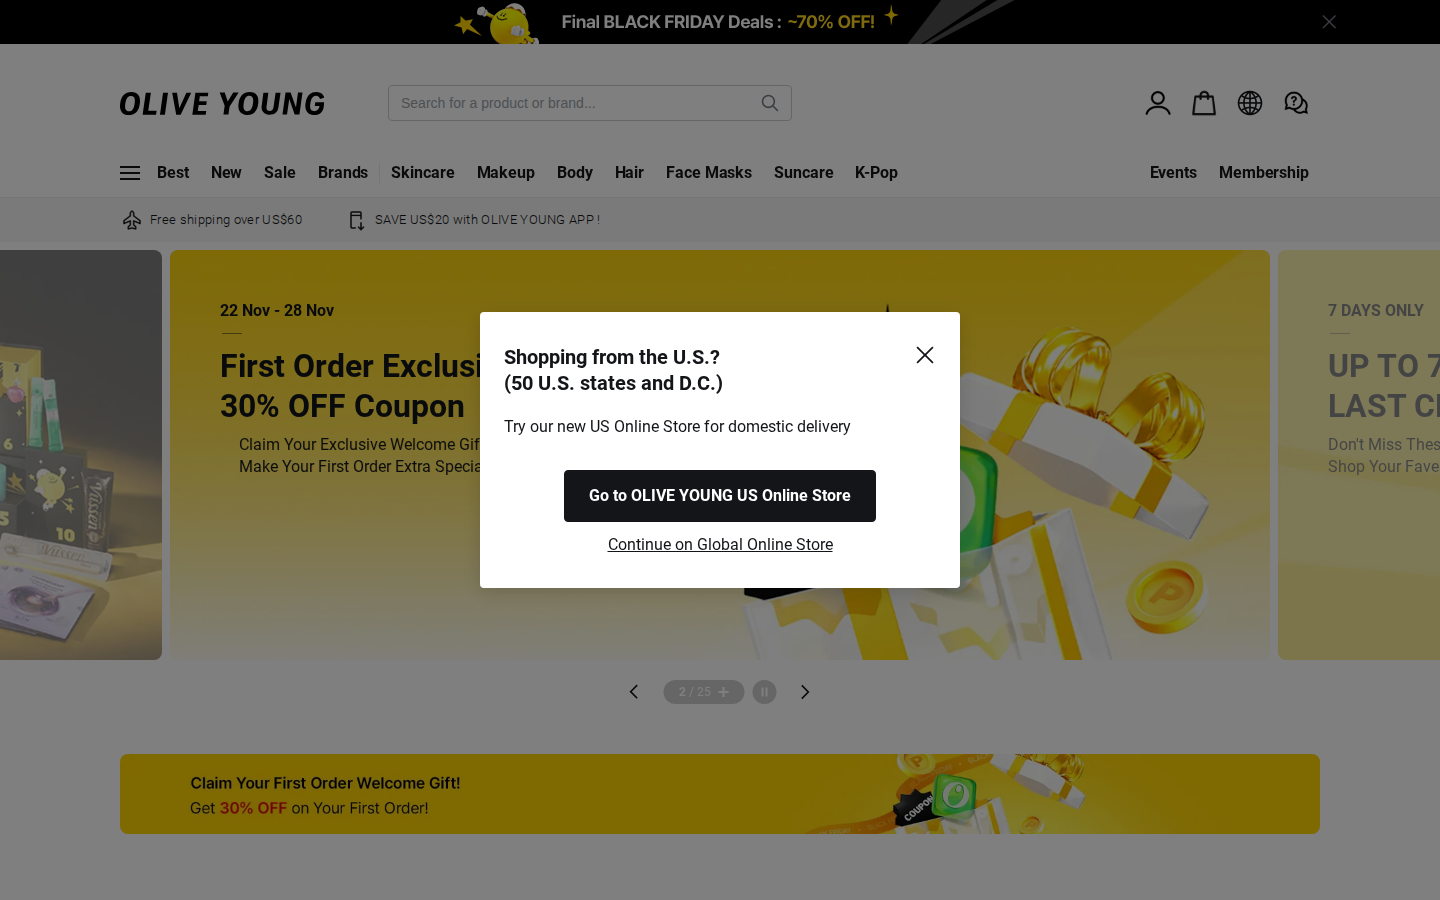 Final BLACK FRIDAY Deals : ~70% OFF!
OLIVE YOUNG
Search for a product or brand...
Best New Sale Brands Skincare Makeup Body Hair Face Masks Suncare K-Pop Events Membership
Free shipping over US$60
SAVE US$20 with OLIVE YOUNG APP !
22 Nov - 28 Nov
First Order Exclusi
30% OFF Coupon
Claim Your Exclusive Welcome Gif
Make Your First Order Extra Specia
7 DAYS ONLY
UP TO 7
LAST C
Don't Miss Thes
Shop Your Fave
Shopping from the U.S.?
(50 U.S. states and D.C.)
Try our new US Online Store for domestic delivery
Go to OLIVE YOUNG US Online Store
Continue on Global Online Store
6
10
Vassen
2 / 25
Claim Your First Order Welcome Gift!
Get 30% OFF on Your First Order!
COUPON